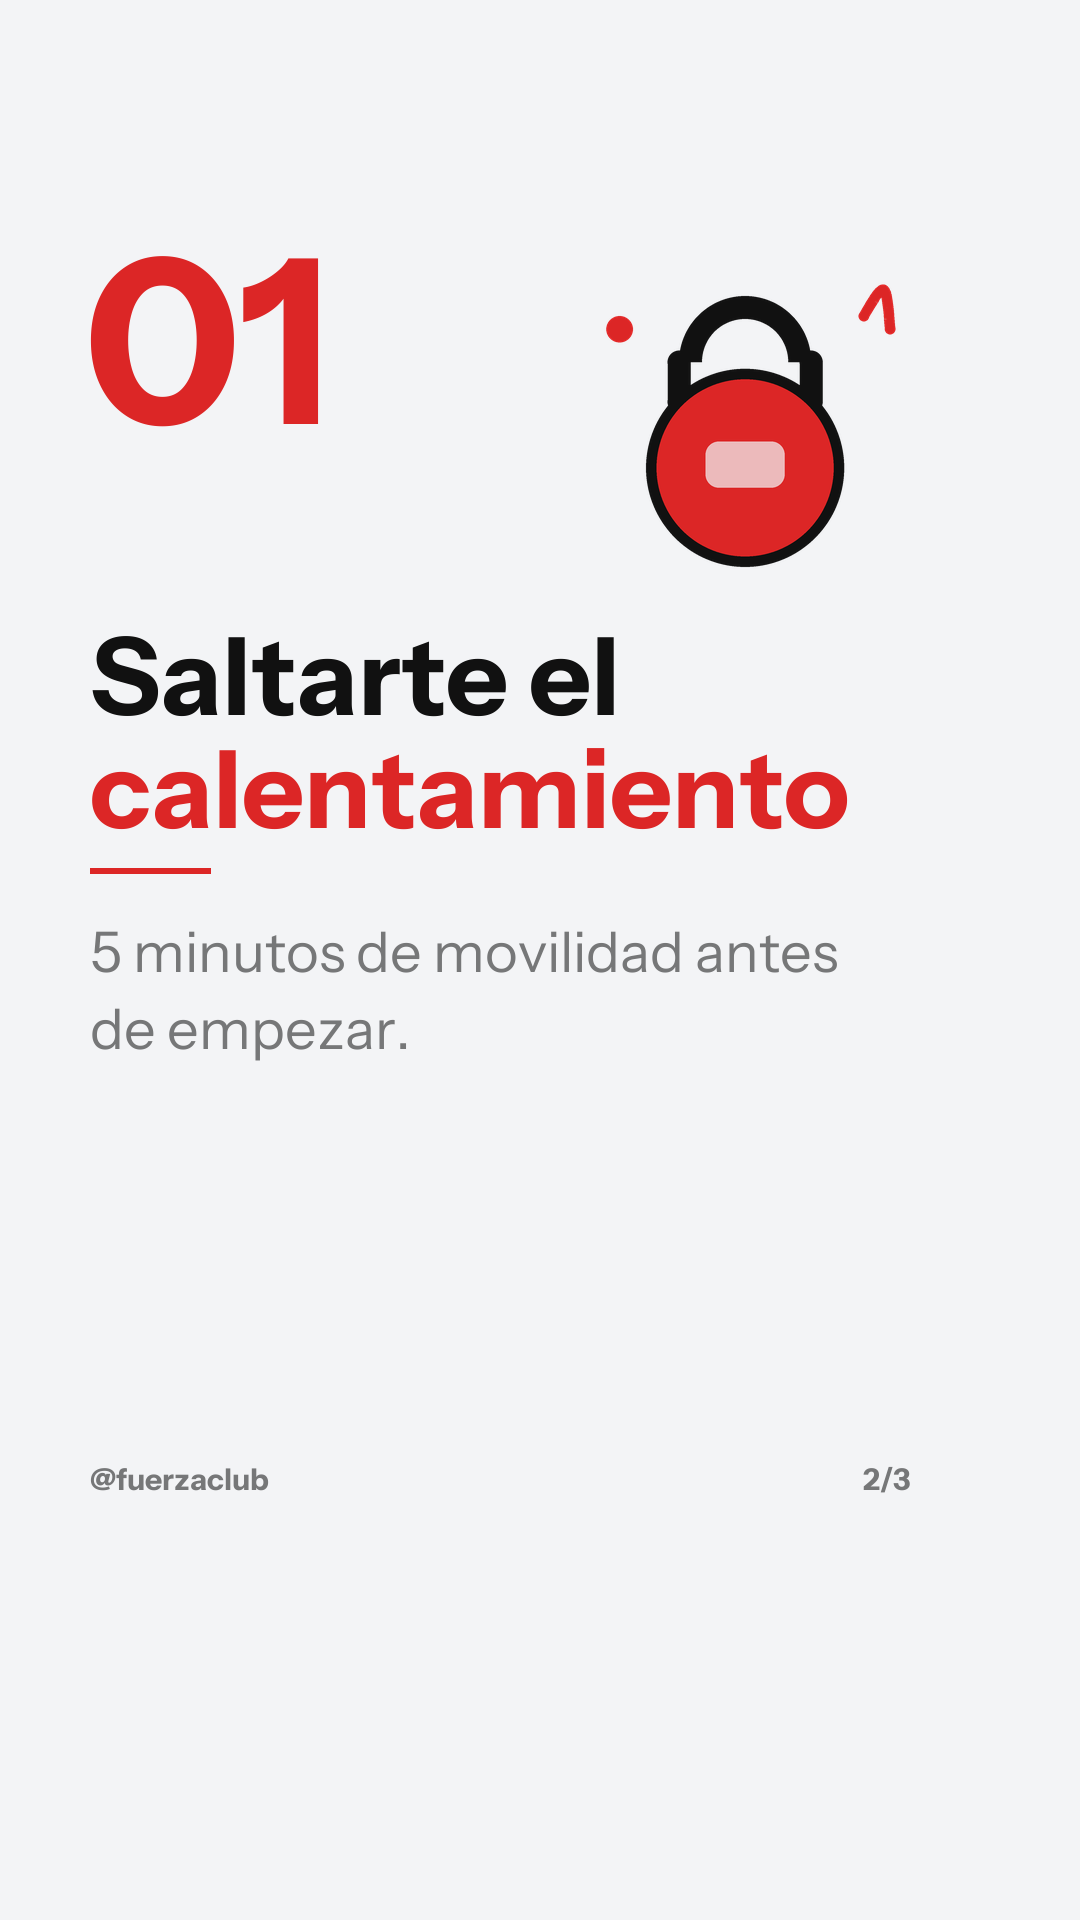 01
Saltarte el
calentamiento
5 minutos de movilidad antes
de empezar.
@fuerzaclub
2/3